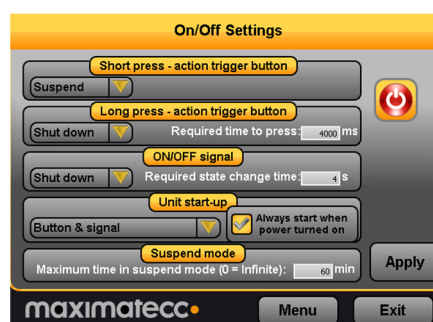 On/Off Settings
Short press - action trigger button
Suspend
Long press - action trigger button
Shut down
Required time to press: 4000 ms
ON/OFF signal
Shut down
Required state change time: 4 s
Unit start-up
Button & signal
Always start when
power turned on
Suspend mode
Maximum time in suspend mode (0 = Infinite): 60 min
Apply
maximatecc
Menu
Exit